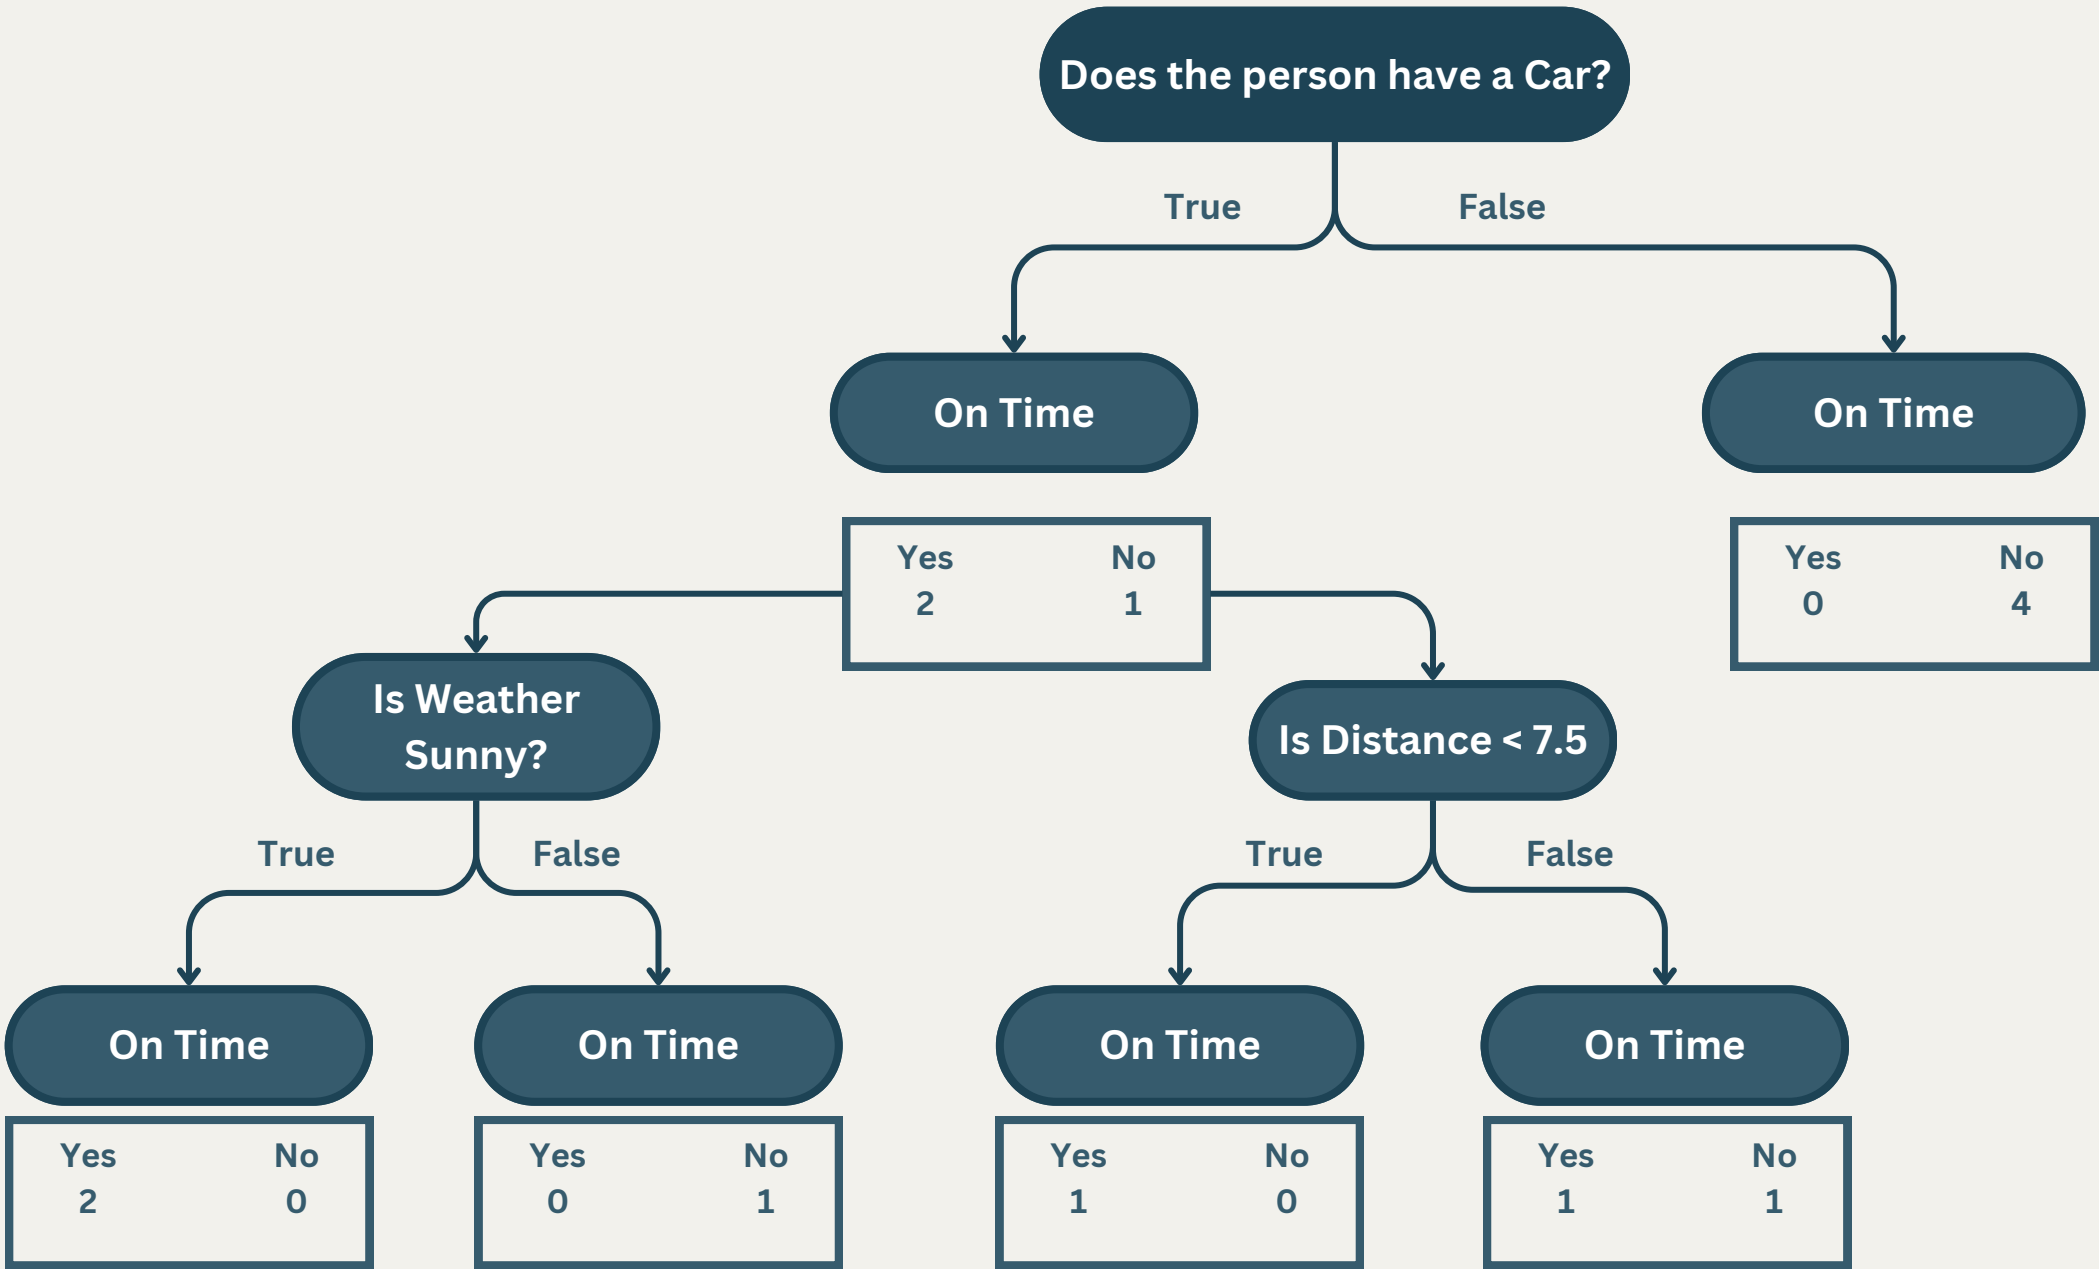 Does the person have a Car?
True
False
On Time
On Time
Yes No
2 1
Yes No
0 4
Is Weather
Sunny?
Is Distance < 7.5
True
False
True
False
On Time
On Time
On Time
On Time
Yes No
2 0
Yes No
0 1
Yes No
1 0
Yes No
1 1